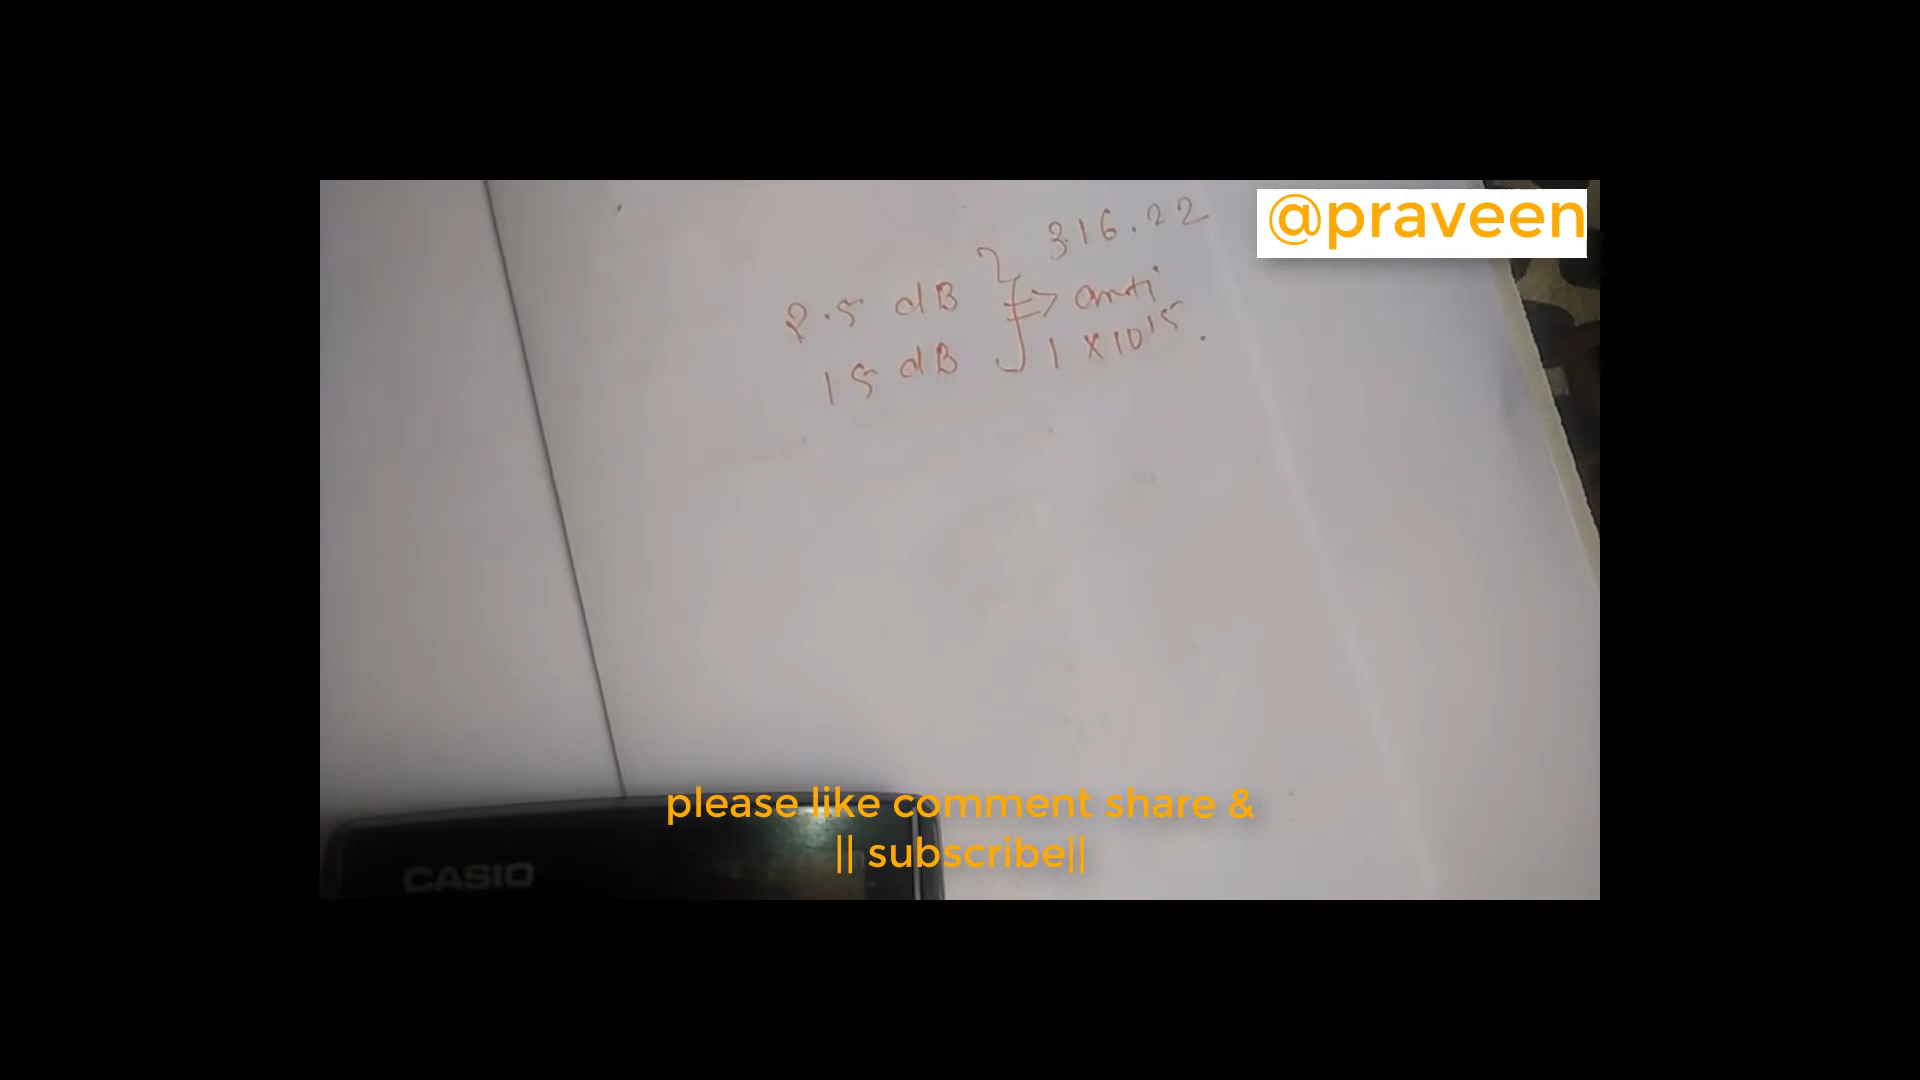 @praveen
316.22
2.5 dB } => anti
15 dB 1 X 10^15.
please like comment share &
|| subscribe||
CASIO